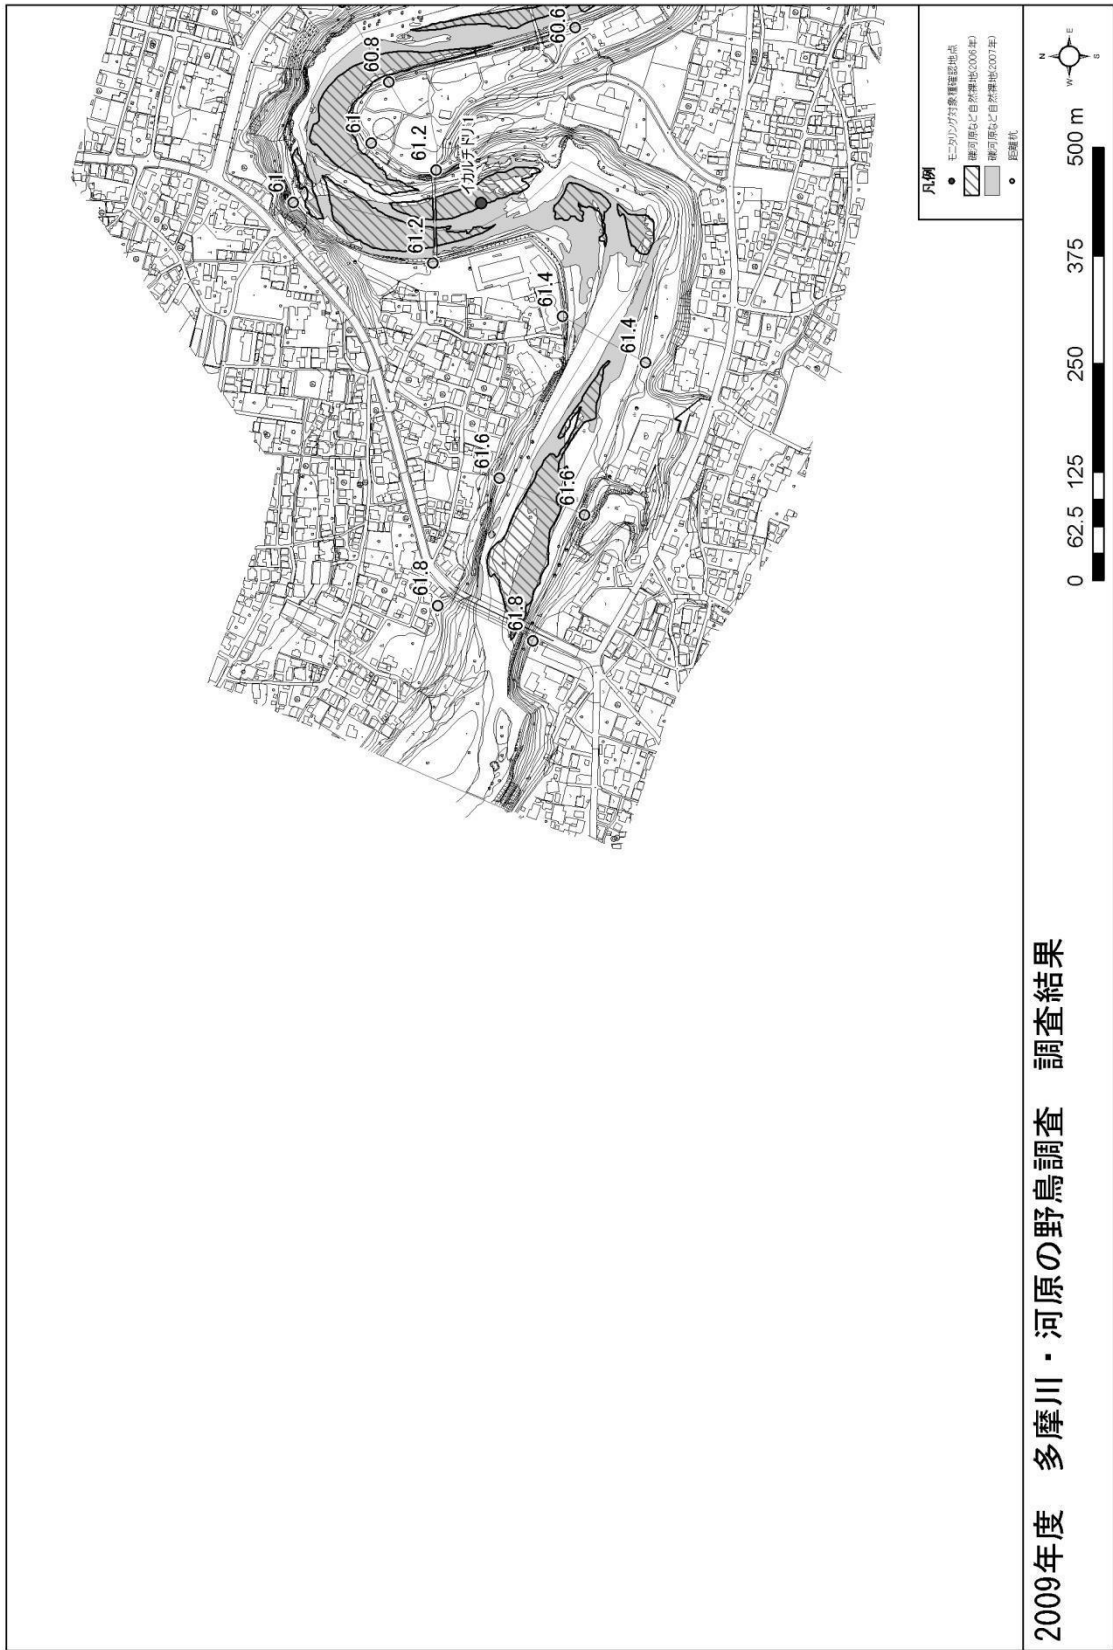 60.6
60.8
61
61
61.2
61.2
イカルチドリ1
61.4
61.4
61.6
61.6
61.8
61.8
凡例
モニタリング対象種確認地点
礫河原など自然裸地(2006年)
礫河原など自然裸地(2007年)
距離杭
2009年度 多摩川・河原の野鳥調査 調査結果
0 62.5 125 250 375 500 m
N
W E
S